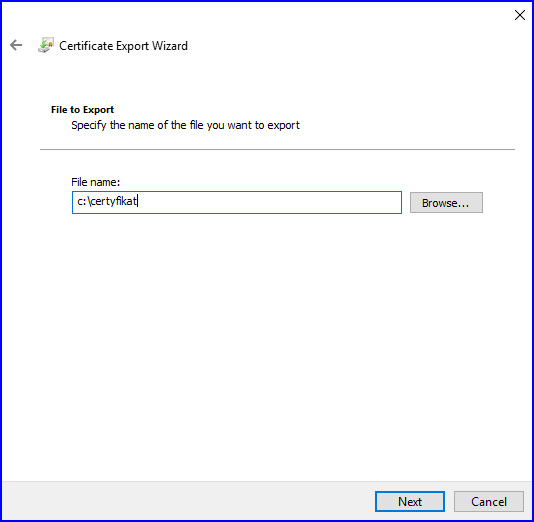 Certificate Export Wizard
File to Export
Specify the name of the file you want to export
File name:
c:\certyfikat
Browse...
Next
Cancel